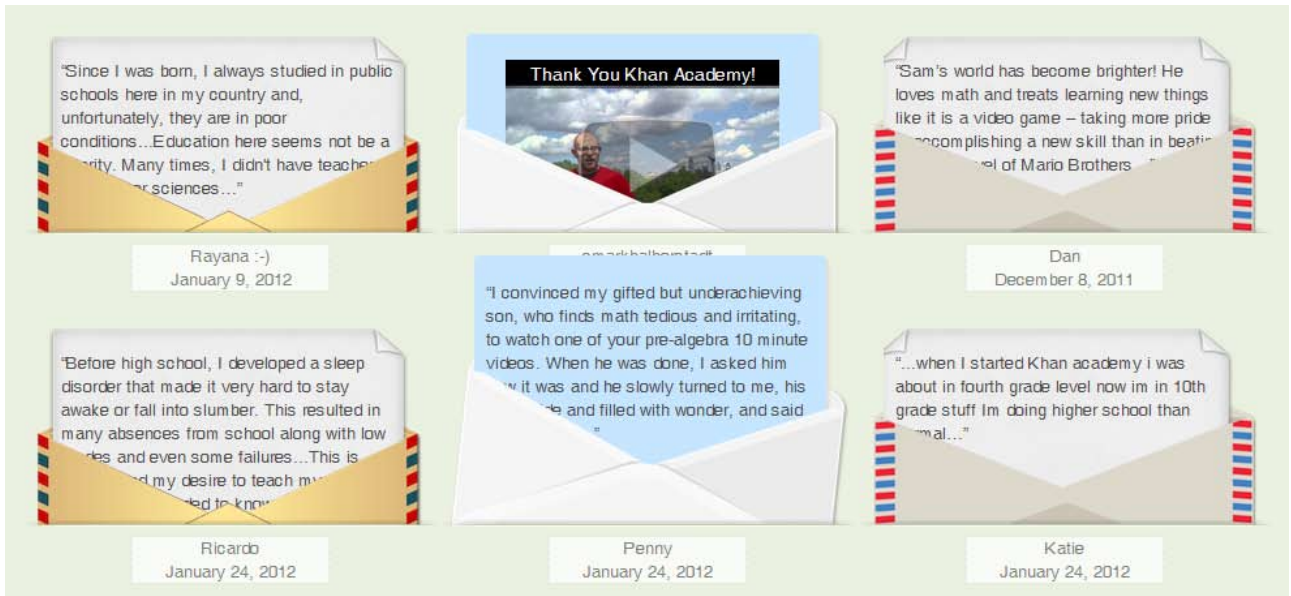 “Since I was born, I always studied in public
schools here in my country and,
unfortunately, they are in poor
conditions...Education here seems not be a
Many times, I didn't have
sciences...”
Rayana :-)
January 9, 2012
Thank You Khan Academy!
“Sam's world has become brighter! He
loves math and treats learning new things
like it is a video game – taking more pride
accomplishing a new skill than in
of Mario Brothers
Dan
December 8, 2011
“Before high school, I developed a sleep
disorder that made it very hard to stay
awake or fall into slumber. This resulted in
many absences from school along with low
and even some failures...This is
my desire to teach
to
Ricardo
January 24, 2012
“I convinced my gifted but underachieving
son, who finds math tedious and irritating,
to watch one of your pre-algebra 10 minute
videos. When he was done, I asked him
it was and he slowly turned to me, his
and filled with wonder, and said
”
Penny
January 24, 2012
“...when I started Khan academy i was
about in fourth grade level now im in 10th
grade stuff Im doing higher school than
...”
Katie
January 24, 2012